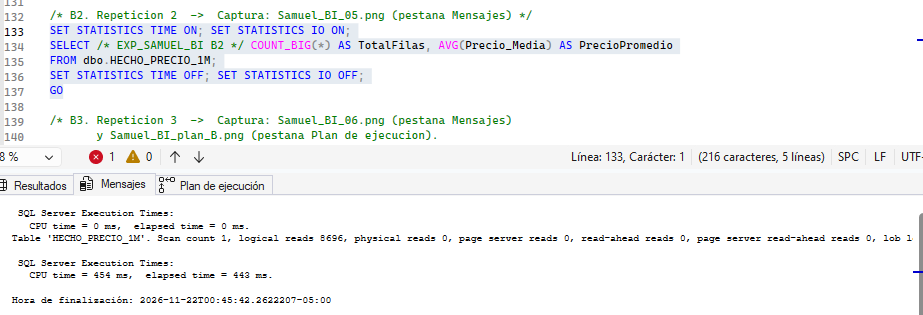 131
132 /* B2. Repeticion 2 -> Captura: Samuel_BI_05.png (pestana Mensajes) */
133 SET STATISTICS TIME ON; SET STATISTICS IO ON;
134 SELECT /* EXP_SAMUEL_BI B2 */ COUNT_BIG(*) AS TotalFilas, AVG(Precio_Media) AS PrecioPromedio
135 FROM dbo.HECHO_PRECIO_1M;
136 SET STATISTICS TIME OFF; SET STATISTICS IO OFF;
137 GO
138
139 /* B3. Repeticion 3 -> Captura: Samuel_BI_06.png (pestana Mensajes)
140 y Samuel_BI_plan_B.png (pestana Plan de ejecucion).
8 % 1 0 Línea: 133, Carácter: 1 (216 caracteres, 5 líneas) SPC LF UTF-
Resultados Mensajes Plan de ejecución
SQL Server Execution Times:
CPU time = 0 ms, elapsed time = 0 ms.
Table 'HECHO_PRECIO_1M'. Scan count 1, logical reads 8696, physical reads 0, page server reads 0, read-ahead reads 0, page server read-ahead reads 0, lob l
SQL Server Execution Times:
CPU time = 454 ms, elapsed time = 443 ms.
Hora de finalización: 2026-11-22T00:45:42.2622207-05:00